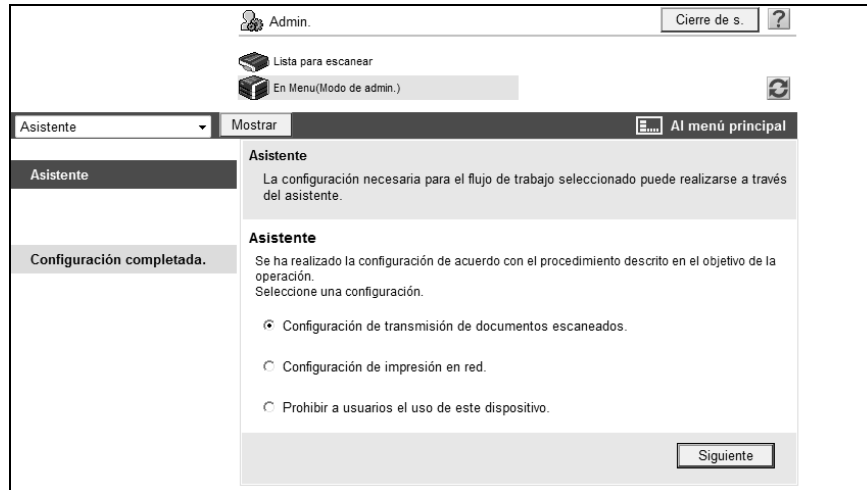 Admin.
Cierre de s.
?
Lista para escanear
En Menu(Modo de admin.)
Asistente
Mostrar
Al menú principal
Asistente
Configuración completada.
Asistente
La configuración necesaria para el flujo de trabajo seleccionado puede realizarse a través
del asistente.
Asistente
Se ha realizado la configuración de acuerdo con el procedimiento descrito en el objetivo de la
operación.
Seleccione una configuración.
Configuración de transmisión de documentos escaneados.
Configuración de impresión en red.
Prohibir a usuarios el uso de este dispositivo.
Siguiente